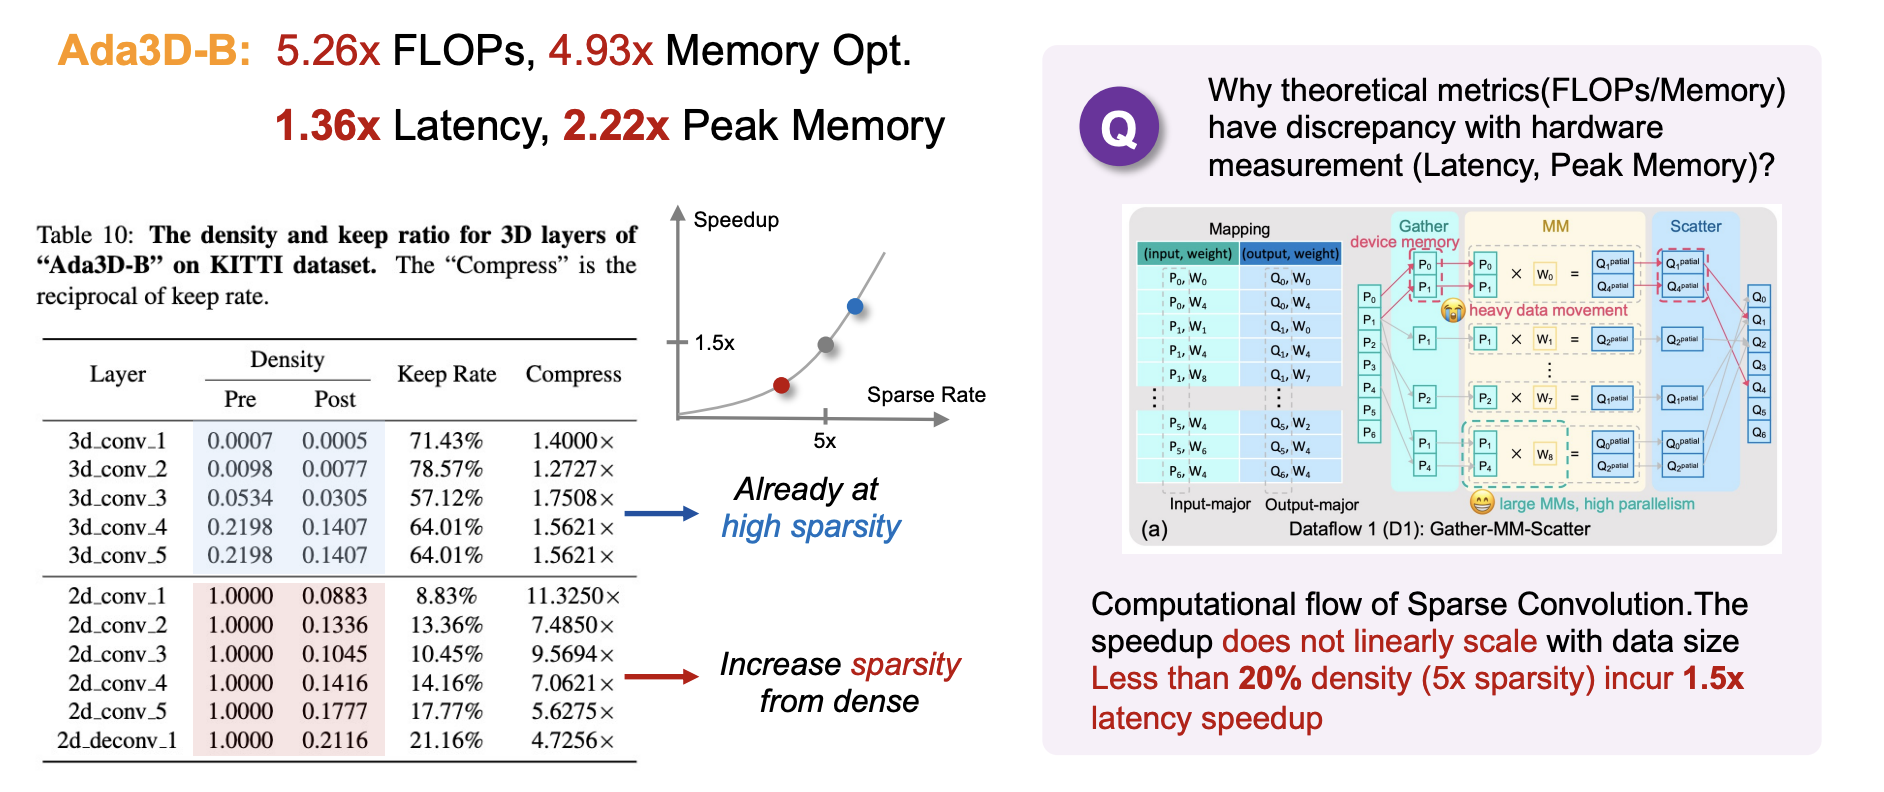 Ada3D-B: 5.26x FLOPs, 4.93x Memory Opt.
1.36x Latency, 2.22x Peak Memory
Table 10: The density and keep ratio for 3D layers of
“Ada3D-B” on KITTI dataset. The “Compress” is the
reciprocal of keep rate.
Layer Density Keep Rate Compress
Pre Post
3d_conv_1 0.0007 0.0005 71.43% 1.4000×
3d_conv_2 0.0098 0.0077 78.57% 1.2727×
3d_conv_3 0.0534 0.0305 57.12% 1.7508×
3d_conv_4 0.2198 0.1407 64.01% 1.5621×
3d_conv_5 0.2198 0.1407 64.01% 1.5621×
2d_conv_1 1.0000 0.0883 8.83% 11.3250×
2d_conv_2 1.0000 0.1336 13.36% 7.4850×
2d_conv_3 1.0000 0.1045 10.45% 9.5694×
2d_conv_4 1.0000 0.1416 14.16% 7.0621×
2d_conv_5 1.0000 0.1777 17.77% 5.6275×
2d_deconv_1 1.0000 0.2116 21.16% 4.7256×
Speedup
1.5x
Sparse Rate
5x
Already at
high sparsity
Increase sparsity
from dense
Q
Why theoretical metrics(FLOPs/Memory)
have discrepancy with hardware
measurement (Latency, Peak Memory)?
Mapping
(input, weight) (output, weight)
P0, W0 Q0, W0
P0, W4 Q0, W4
P1, W1 Q1, W0
P1, W4 Q1, W4
P1, W8 Q1, W7
⋮ ⋮
P5, W4 Q5, W2
P5, W6 Q5, W4
P6, W4 Q6, W4
Input-major Output-major
Gather MM Scatter
device memory
P0
P1
P2
P3
P4
P5
P6
P0 P0 × W0 = Q1patial Q1patial
P1 P1 Q4patial Q4patial
heavy data movement
P1 P1 × W1 = Q2patial Q2patial
⋮
P2 P2 × W7 = Q1patial Q1patial
P1 P1 × W8 = Q0patial Q0patial
P4 P4 Q2patial Q2patial
Q0
Q1
Q2
Q3
Q4
Q5
Q6
large MMs, high parallelism
(a) Dataflow 1 (D1): Gather-MM-Scatter
Computational flow of Sparse Convolution.The
speedup does not linearly scale with data size
Less than 20% density (5x sparsity) incur 1.5x
latency speedup